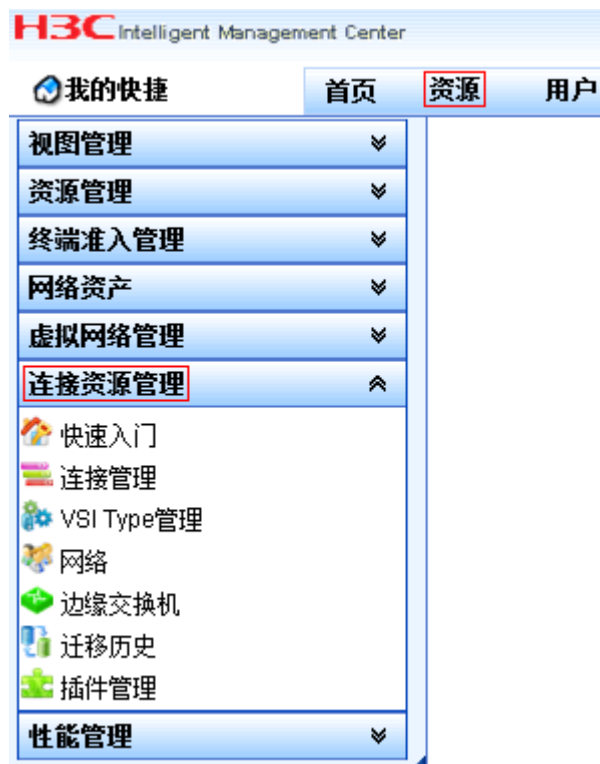 H3C Intelligent Management Center
我的快捷 首页 资源 用户
视图管理
资源管理
终端准入管理
网络资产
虚拟网络管理
连接资源管理
快速入门
连接管理
VSI Type管理
网络
边缘交换机
迁移历史
插件管理
性能管理